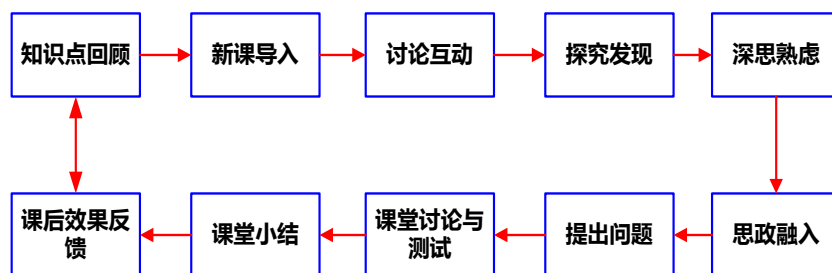 知识点回顾
新课导入
讨论互动
探究发现
深思熟虑
课后效果反
馈
课堂小结
课堂讨论与
测试
提出问题
思政融入